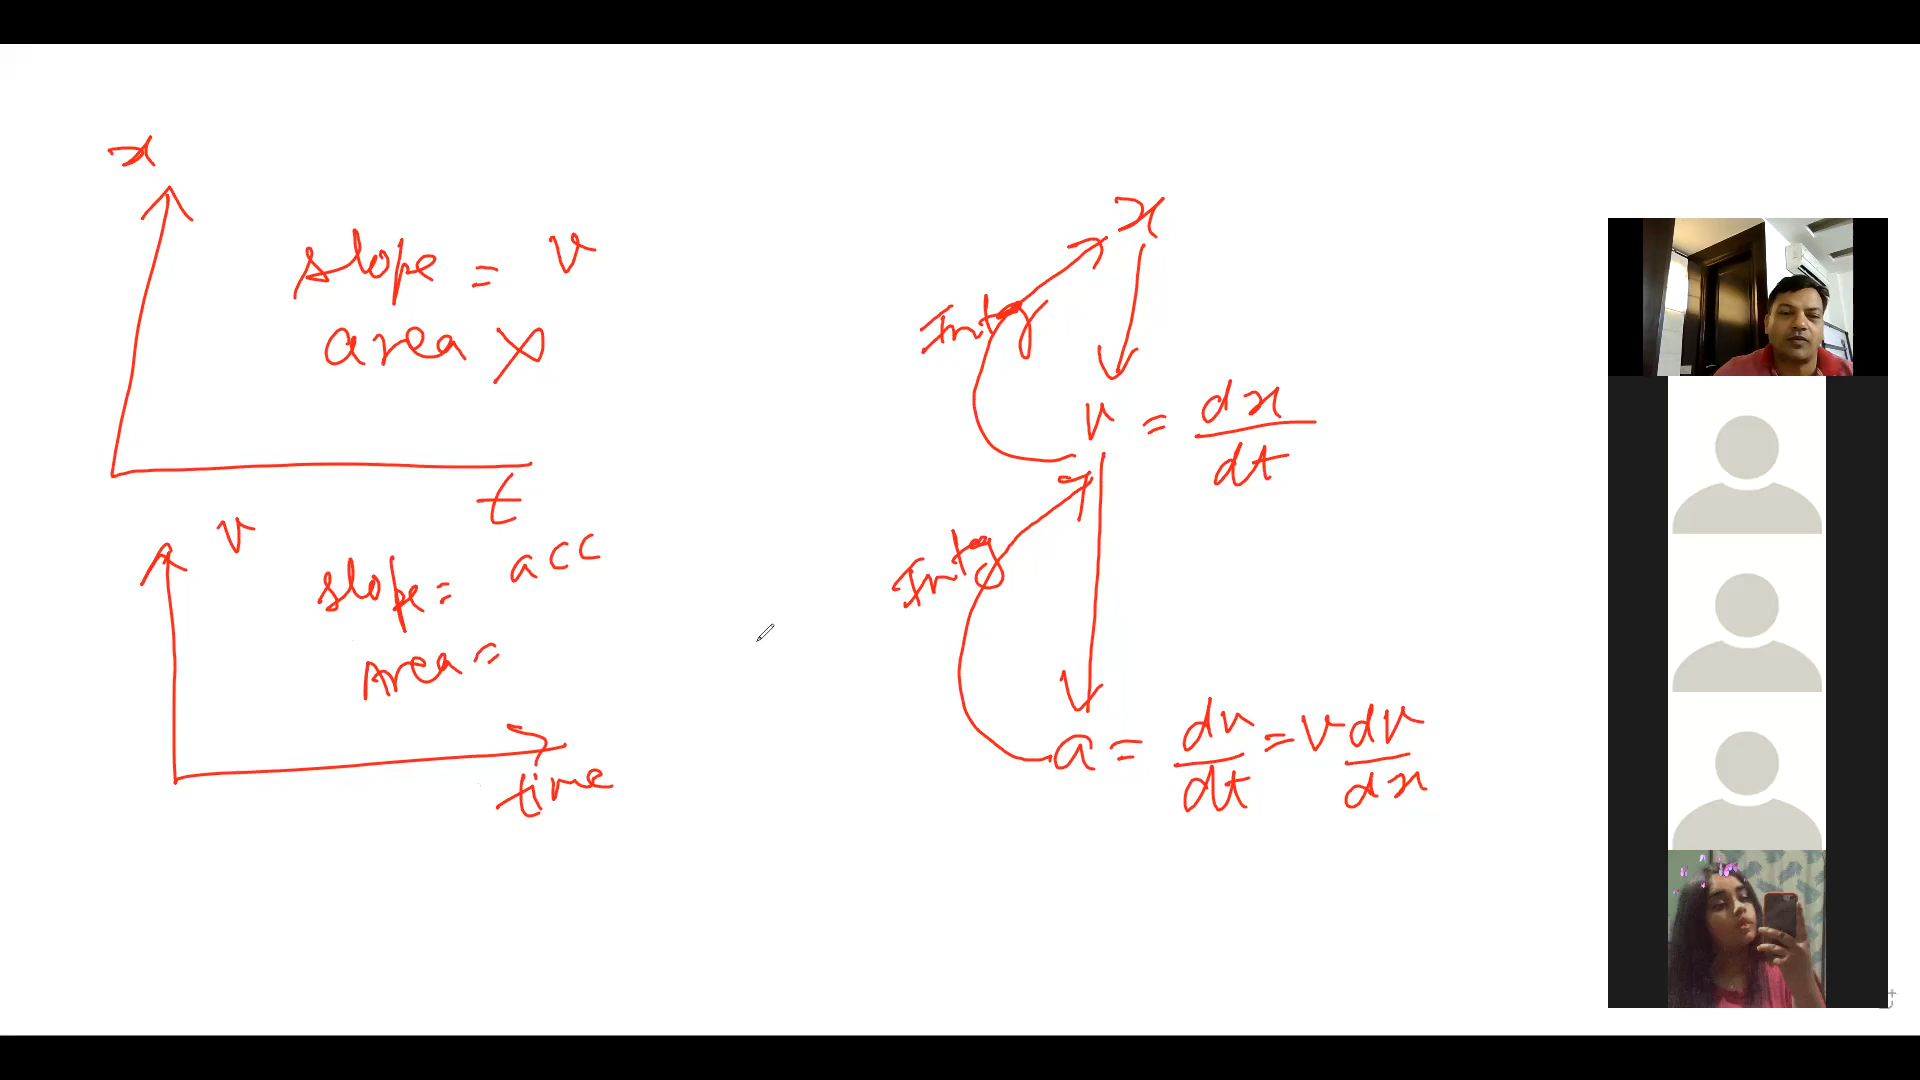 x
slope = v
area ×
t
v
slope = acc
Area =
time
x
Integ
v = dx/dt
Integ
a = dv/dt = v dv/dx